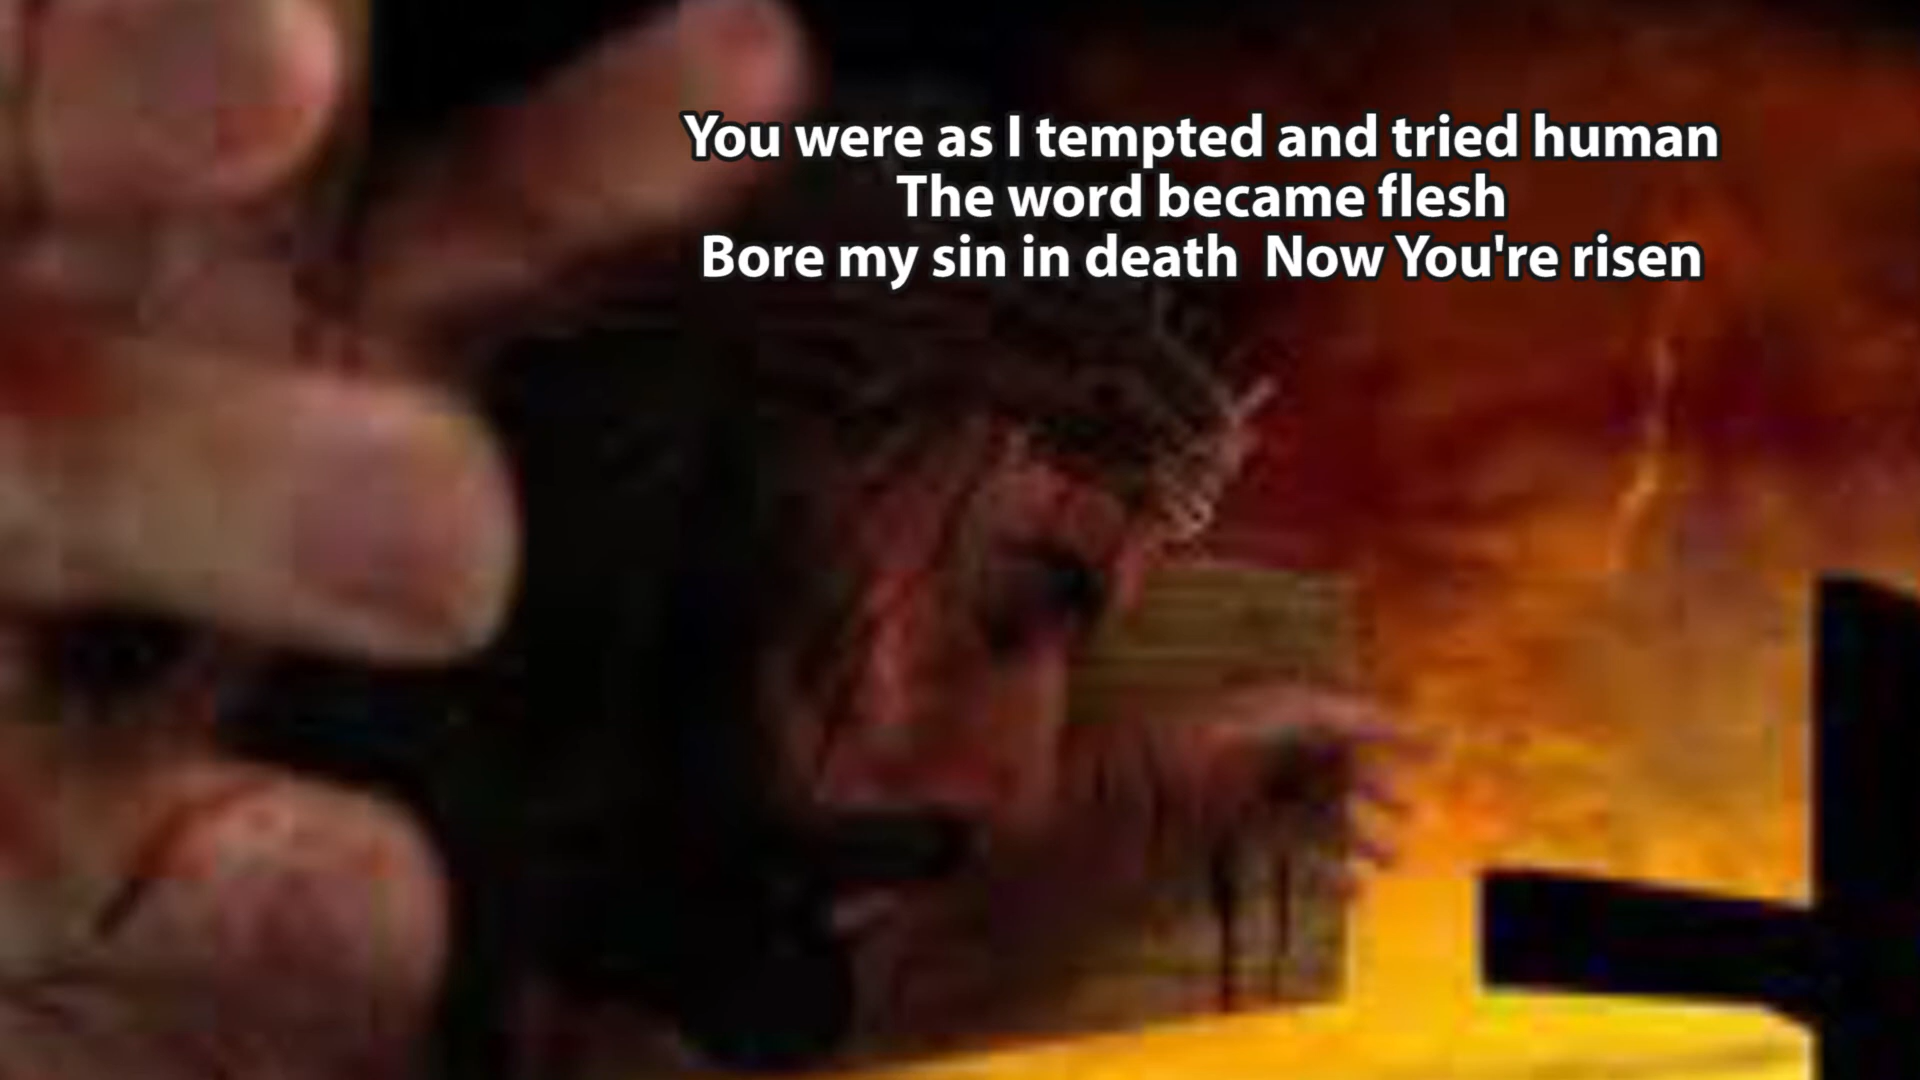 You were as I tempted and tried human
The word became flesh
Bore my sin in death  Now You're risen